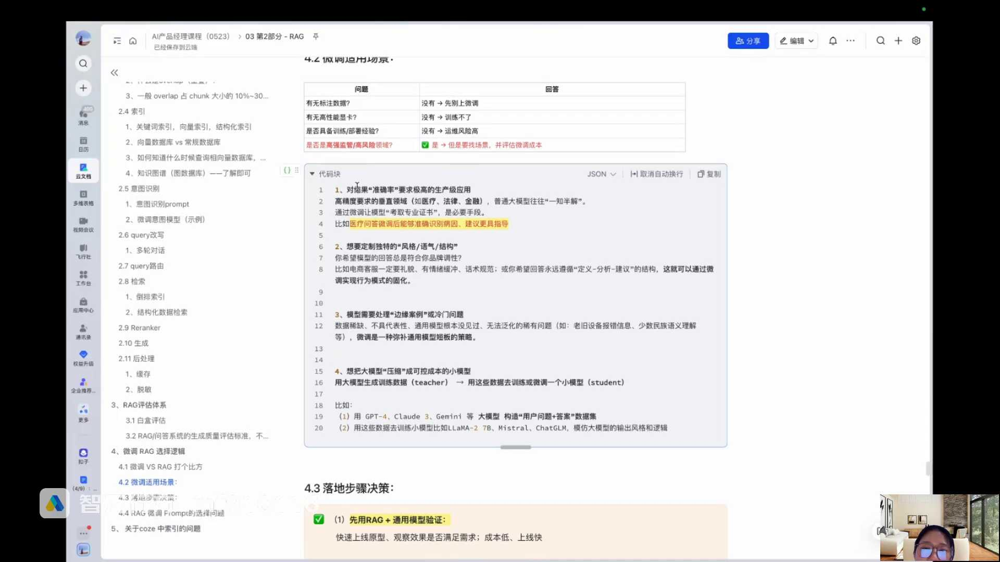 AI产品经理课程（0523） > 03 第2部分 - RAG
已经保存到云端
分享
编辑
499
消息
日历
云文档
多维表格
视频会议
飞行社
工作台
应用中心
通讯录
权益升级
企业推荐...
更多
扣子
(4/9)
3、一般 overlap 占 chunk 大小的 10%~30...
2.4 索引
1、关键词索引，向量索引，结构化索引
2、向量数据库 vs 常规数据库
3、如何知道什么时候查询相向量数据库，...
4、知识图谱（图数据库）——了解即可
2.5 意图识别
1、意图识别prompt
2、微调意图模型（示例）
2.6 query改写
1、多轮对话
2.7 query路由
2.8 检索
1、倒排索引
2、结构化数据检索
2.9 Reranker
2.10 生成
2.11 后处理
1、缓存
2、脱敏
3、RAG评估体系
3.1 白盒评估
3.2 RAG/问答系统的生成质量评估标准，不...
4、微调 RAG 选择逻辑
4.1 微调 VS RAG 打个比方
4.2 微调适用场景：
4.3 落地步骤决策：
4.4 RAG 微调 Prompt的选择问题
5、 关于coze 中索引的问题
4.2 微调适用场景：
问题 回答
有无标注数据? 没有 → 先别上微调
有无高性能显卡? 没有 → 训练不了
是否具备训练/部署经验? 没有 → 运维风险高
是否是高强监管/高风险领域? ✅ 是 → 但是要找场景，并评估微调成本
代码块 JSON 取消自动换行 复制
1 1、对结果“准确率”要求极高的生产级应用
2 高精度要求的垂直领域（如医疗、法律、金融），普通大模型往往“一知半解”。
3 通过微调让模型“考取专业证书”，是必要手段。
4 比如医疗问答微调后能够准确识别病因、建议更具指导
5
6 2、想要定制独特的“风格/语气/结构”
7 你希望模型的回答总是符合你品牌调性?
8 比如电商客服一定要礼貌、有情绪缓冲、话术规范；或你希望回答永远遵循“定义-分析-建议”的结构，这就可以通过微
调实现行为模式的固化。
9
10
11 3、模型需要处理“边缘案例”或冷门问题
12 数据稀缺、不具代表性、通用模型根本没见过、无法泛化的稀有问题（如：老旧设备报错信息、少数民族语义理解
等），微调是一种弥补通用模型短板的策略。
13
14
15 4、想把大模型“压缩”成可控成本的小模型
16 用大模型生成训练数据（teacher） → 用这些数据去训练或微调一个小模型（student）
17
18 比如：
19 （1）用 GPT-4、Claude 3、Gemini 等 大模型 构造“用户问题+答案”数据集
20 （2）用这些数据去训练小模型比如LLaMA-2 7B、Mistral、ChatGLM，模仿大模型的输出风格和逻辑
4.3 落地步骤决策：
✅ （1）先用RAG + 通用模型验证：
快速上线原型、观察效果是否满足需求；成本低、上线快